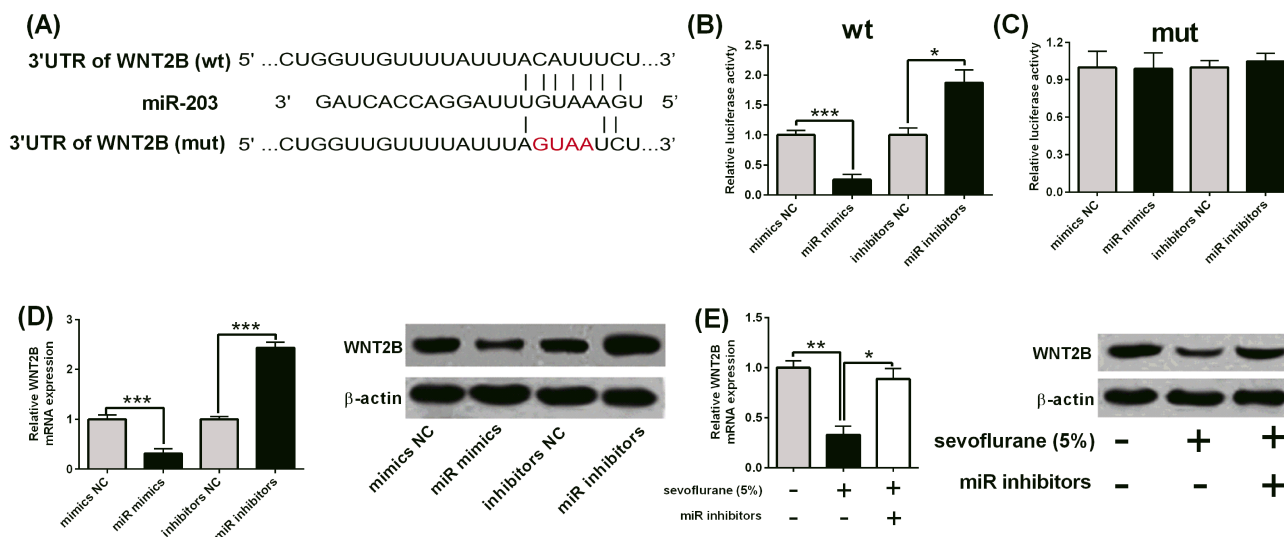 (A)
3'UTR of WNT2B (wt) 5' ...CUGGUUGUUUUAUUUACAUUUCU...3'
miR-203 3' GAUCACCAGGAUUUGUAAAGU 5'
3'UTR of WNT2B (mut) 5' ...CUGGUUGUUUUAUUUAGUAAUCU...3'
(B)
wt
Relative luciferase activty
2.5
2.0
1.5
1.0
0.5
0.0
***
*
mimics NC
miR mimics
inhibitors NC
miR inhibitors
(C)
mut
Relative luciferase activty
1.2
0.9
0.6
0.3
0.0
mimics NC
miR mimics
inhibitors NC
miR inhibitors
(D)
Relative WNT2B
mRNA expression
3
2
1
0
***
***
mimics NC
miR mimics
inhibitors NC
miR inhibitors
WNT2B
β-actin
mimics NC
miR mimics
inhibitors NC
miR inhibitors
(E)
Relative WNT2B
mRNA expression
1.5
1.0
0.5
0.0
**
*
sevoflurane (5%) - + +
miR inhibitors - - +
WNT2B
β-actin
sevoflurane (5%) - + +
miR inhibitors - - +